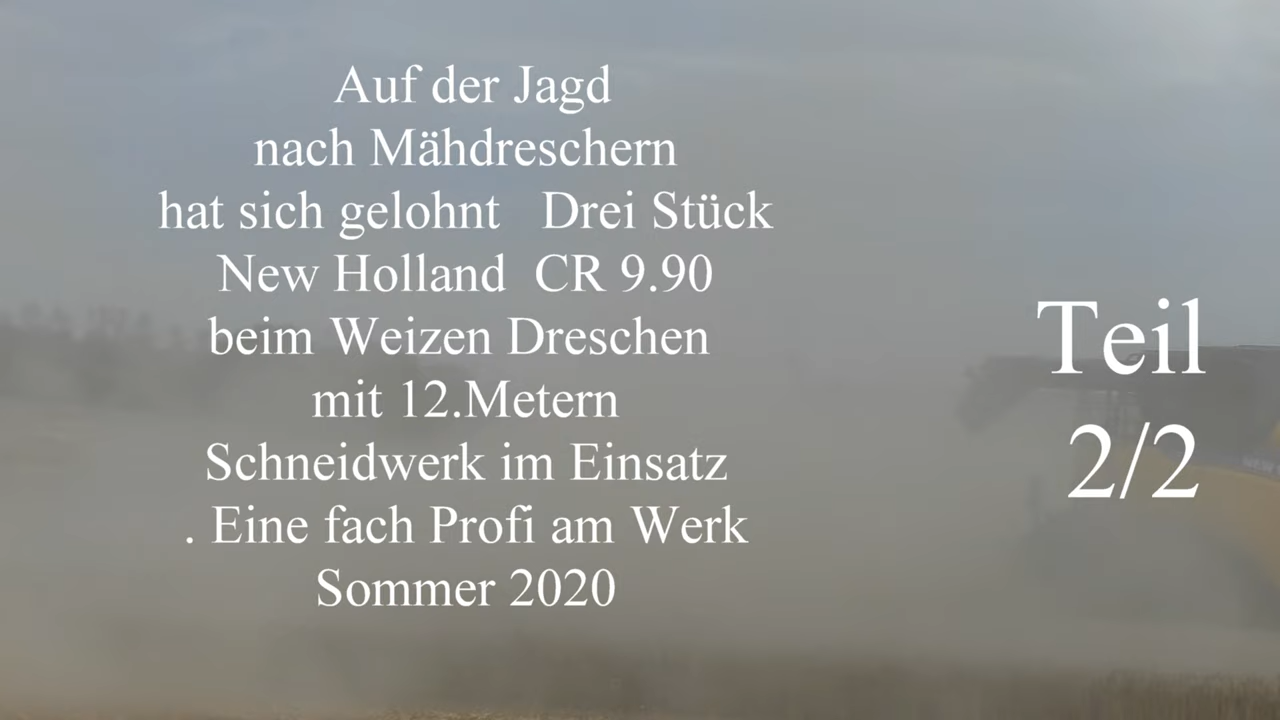 Auf der Jagd
nach Mähdreschern
hat sich gelohnt   Drei Stück
New Holland  CR 9.90
beim Weizen Dreschen
mit 12.Metern
Schneidwerk im Einsatz
. Eine fach Profi am Werk
Sommer 2020
Teil
2/2